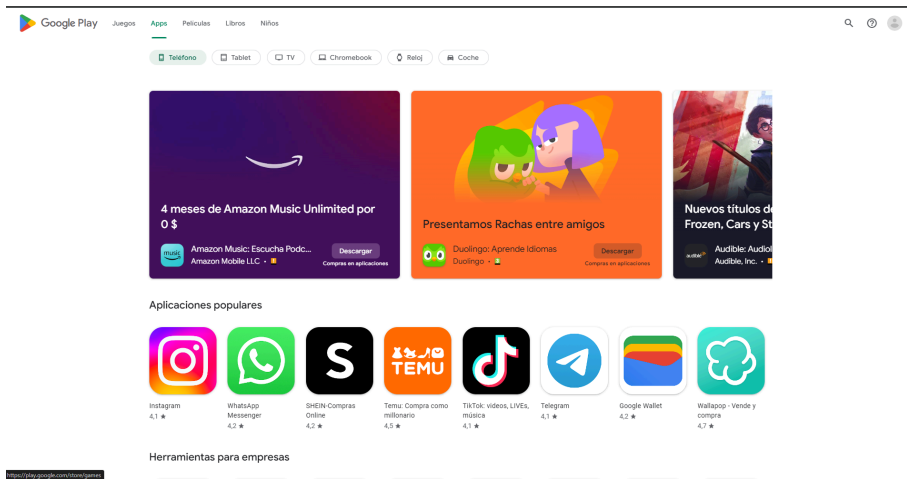 Google Play
Juegos
Apps
Películas
Libros
Niños
Teléfono
Tablet
TV
Chromebook
Reloj
Coche
4 meses de Amazon Music Unlimited por
0 $
music
Amazon Music: Escucha Podc...
Amazon Mobile LLC •
Descargar
Compras en aplicaciones
Presentamos Rachas entre amigos
Duolingo: Aprende Idiomas
Duolingo •
Descargar
Compras en aplicaciones
Nuevos títulos d
Frozen, Cars y St
audible
Audible: Audiol
Audible, Inc. •
Aplicaciones populares
S
TEMU
Instagram
4,1 ★
WhatsApp
Messenger
4,2 ★
SHEIN-Compras
Online
4,2 ★
Temu: Compra como
millonario
4,5 ★
TikTok: videos, LIVEs,
música
4,1 ★
Telegram
4,1 ★
Google Wallet
4,2 ★
Wallapop - Vende y
compra
4,7 ★
Herramientas para empresas
https://play.google.com/store/games